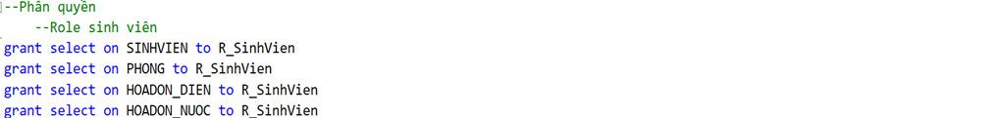 --Phân quyền
--Role sinh viên
grant select on SINHVIEN to R_SinhVien
grant select on PHONG to R_SinhVien
grant select on HOADON_DIEN to R_SinhVien
grant select on HOADON_NUOC to R_SinhVien